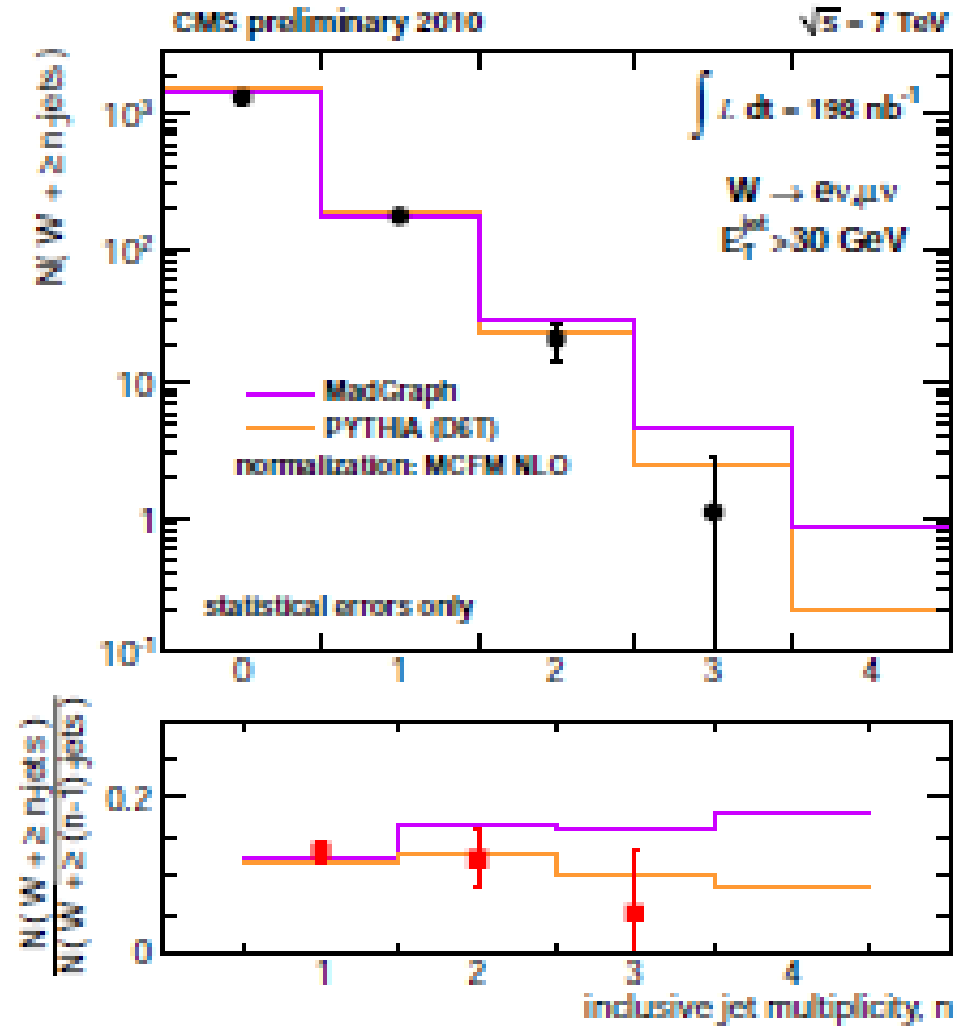 CMS preliminary 2010
√s = 7 TeV
N( W + ≥ n-jets )
10³
10²
10
1
10⁻¹
∫ L dt = 198 nb⁻¹
W → eν,μν
E_T^jet >30 GeV
MadGraph
PYTHIA (D6T)
normalization: MCFM NLO
statistical errors only
0 1 2 3 4
N( W + ≥ n-jets )
N( W + ≥ (n-1)-jets )
0.2
0
1 2 3 4
inclusive jet multiplicity, n